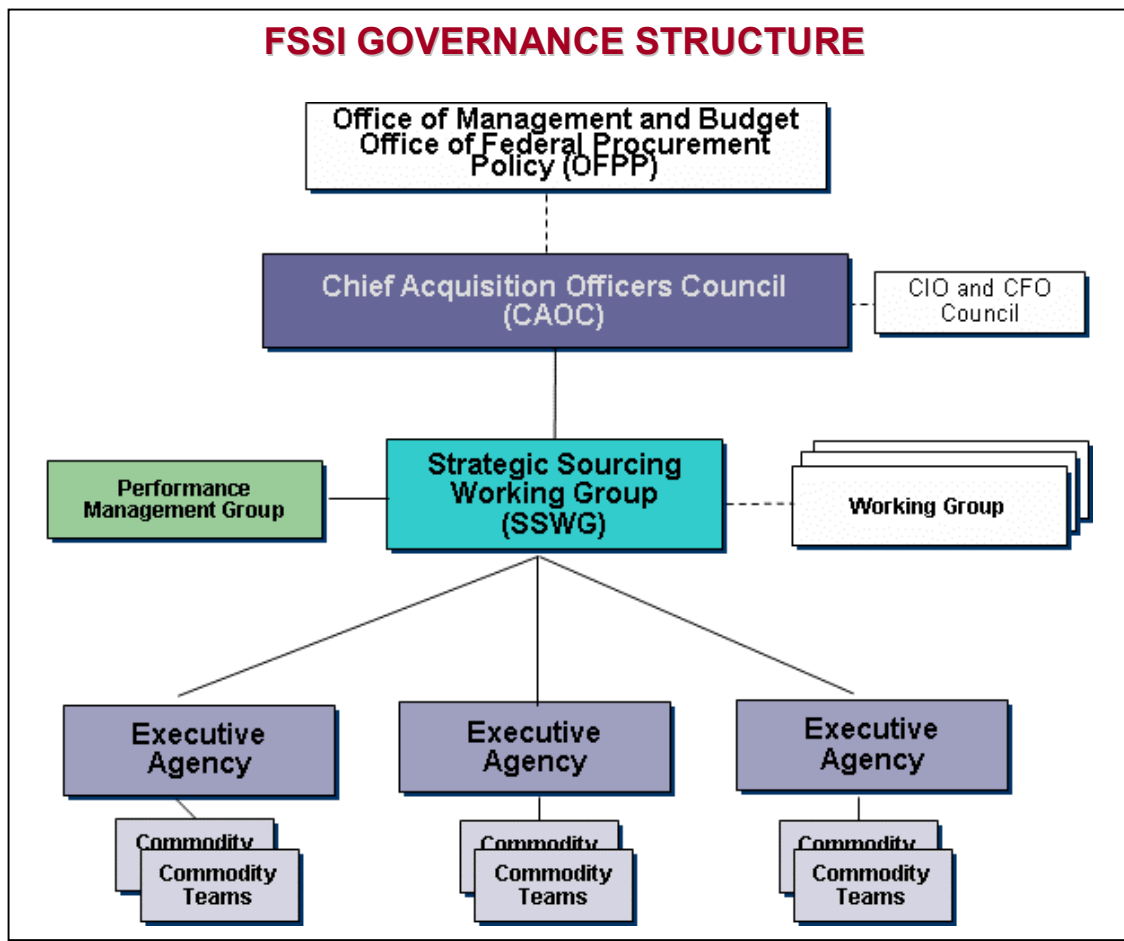 FSSI GOVERNANCE STRUCTURE
Office of Management and Budget
Office of Federal Procurement
Policy (OFPP)
Chief Acquisition Officers Council
(CAOC)
CIO and CFO
Council
Performance
Management Group
Strategic Sourcing
Working Group
(SSWG)
Working Group
Executive
Agency
Executive
Agency
Executive
Agency
Commodity
Commodity
Teams
Commodity
Commodity
Teams
Commodity
Commodity
Teams